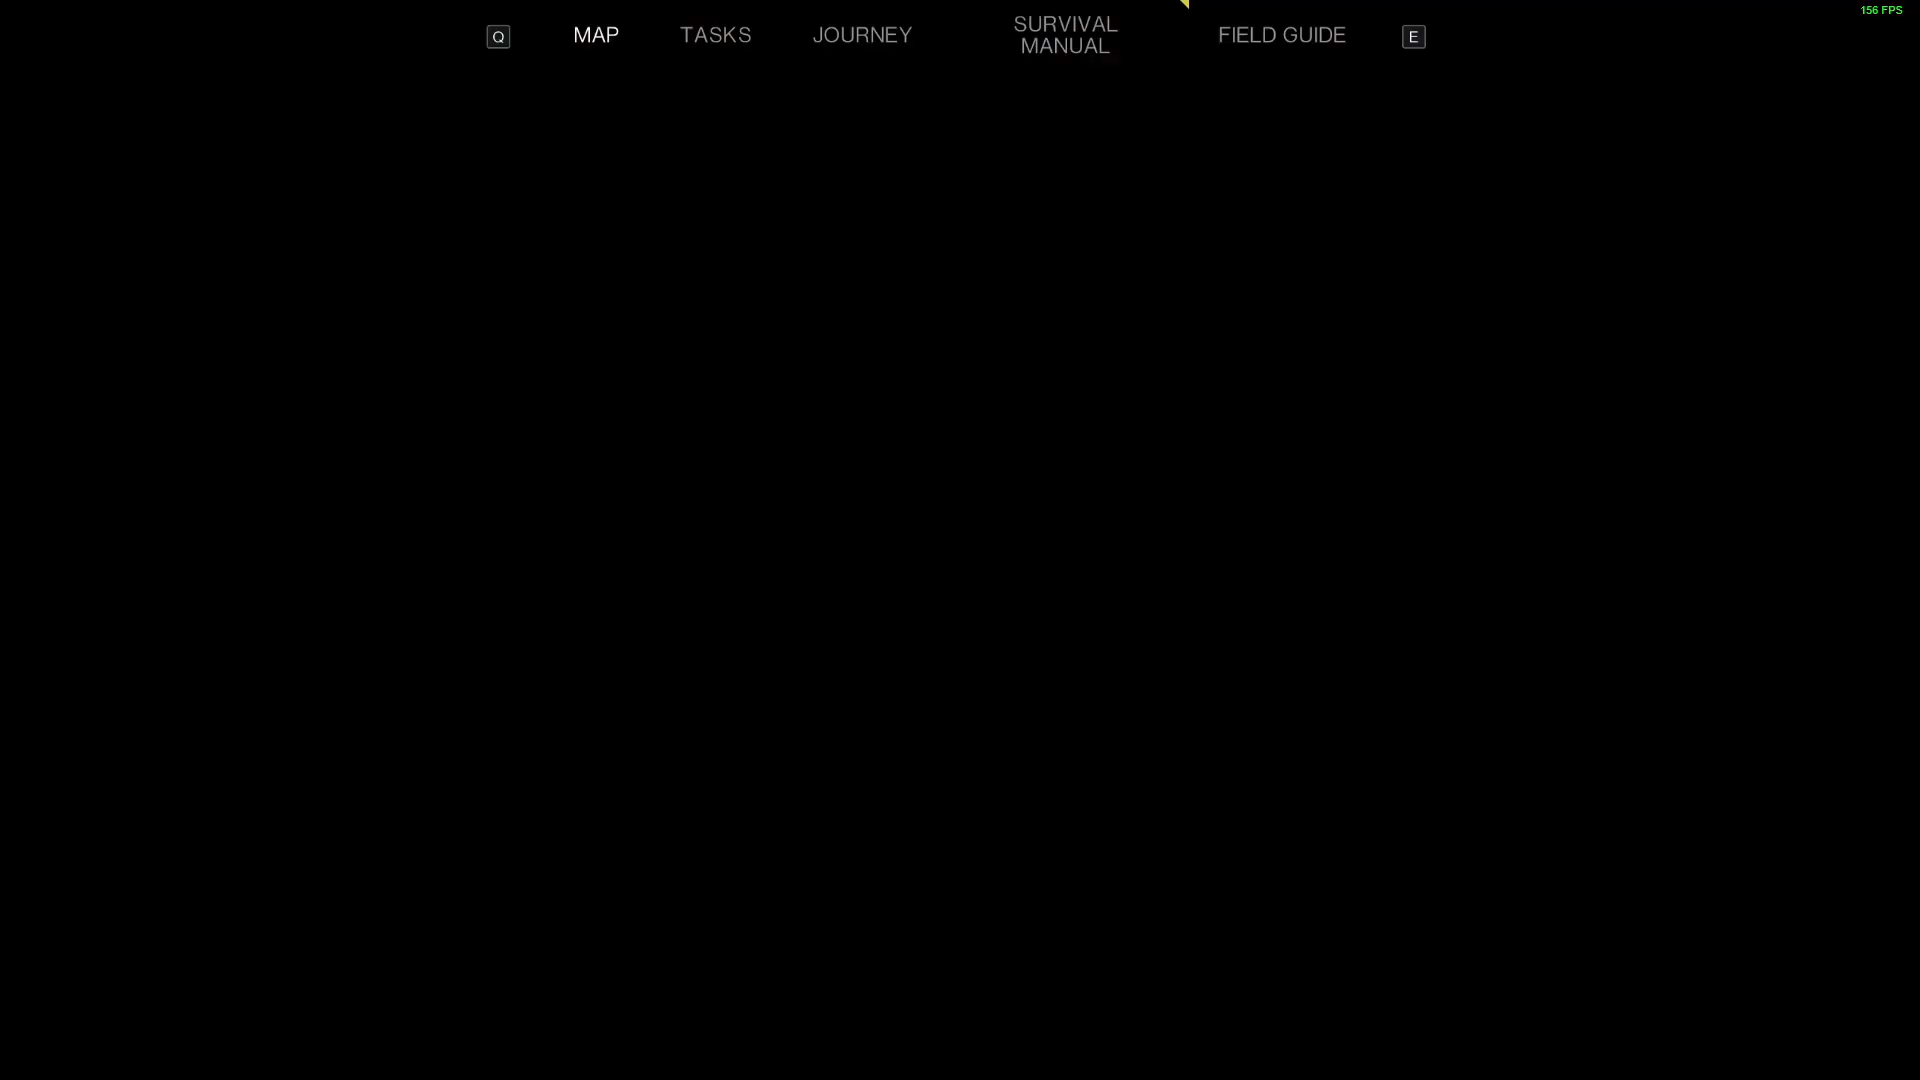 156 FPS
Q
MAP
TASKS
JOURNEY
SURVIVAL
MANUAL
FIELD GUIDE
E